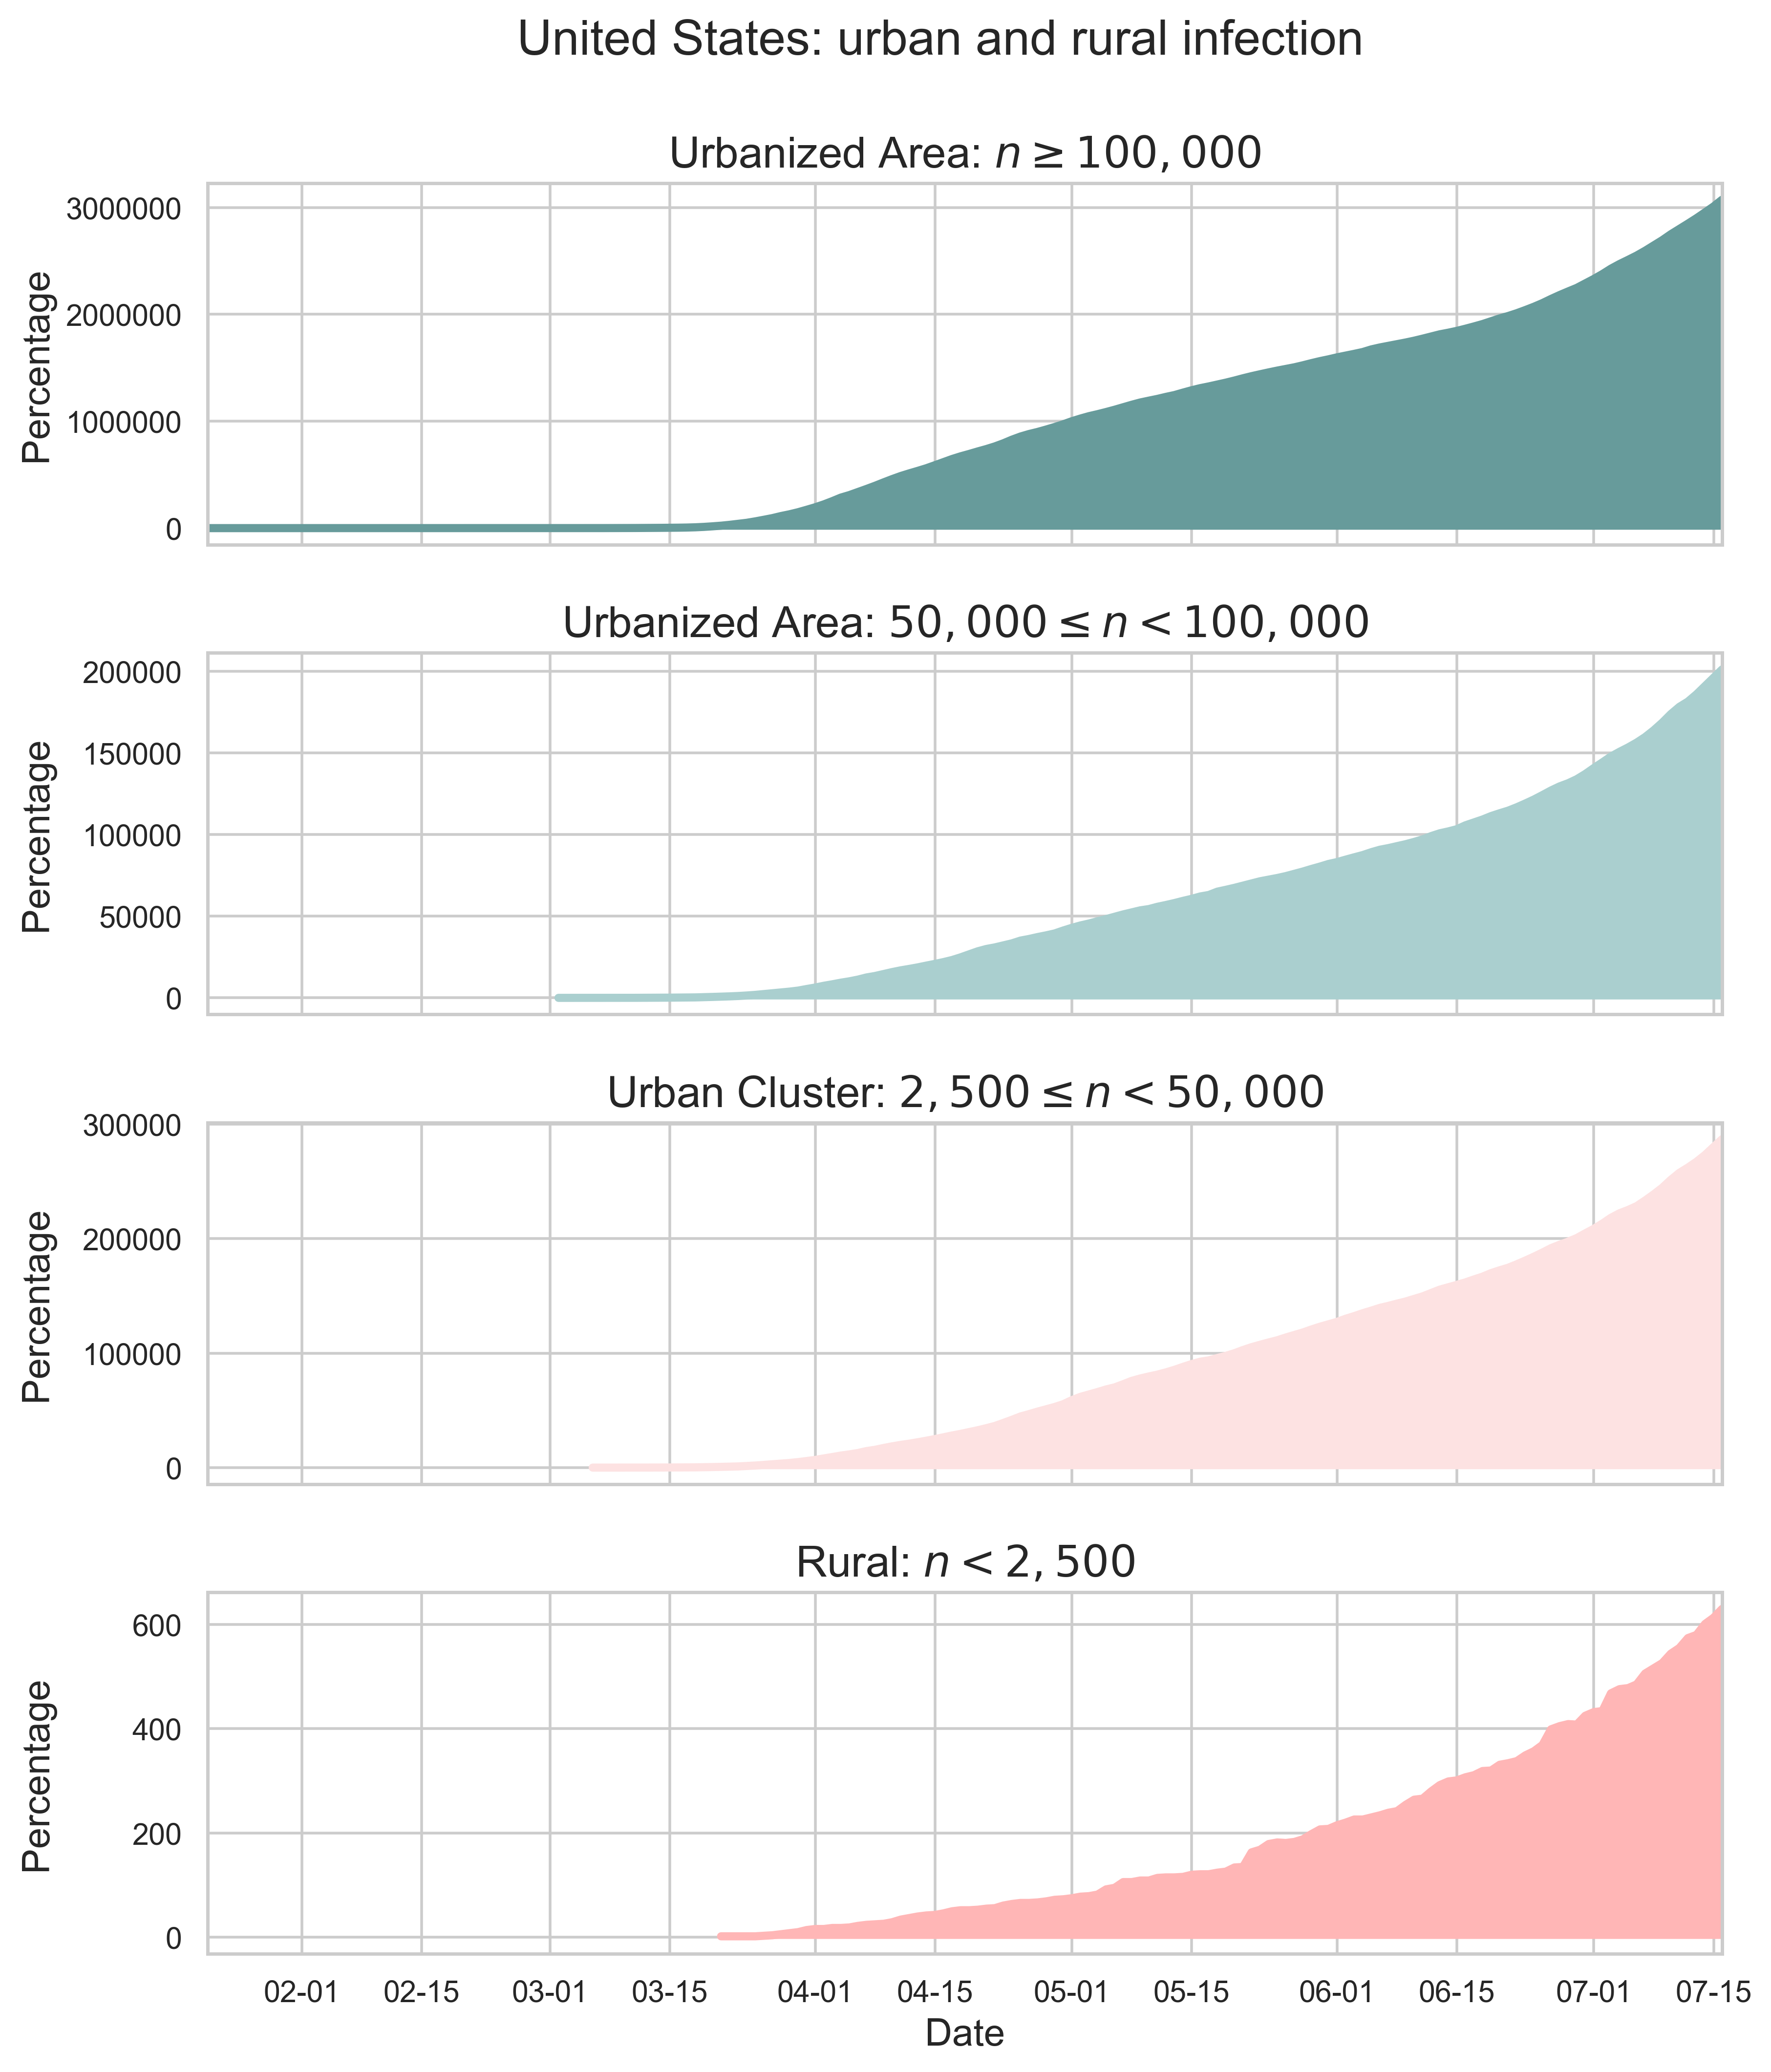 United States: urban and rural infection
Urbanized Area: n ≥ 100,000
Percentage
3000000
2000000
1000000
0
Urbanized Area: 50,000 ≤ n < 100,000
Percentage
200000
150000
100000
50000
0
Urban Cluster: 2,500 ≤ n < 50,000
Percentage
300000
200000
100000
0
Rural: n < 2,500
Percentage
600
400
200
0
02-01 02-15 03-01 03-15 04-01 04-15 05-01 05-15 06-01 06-15 07-01 07-15
Date